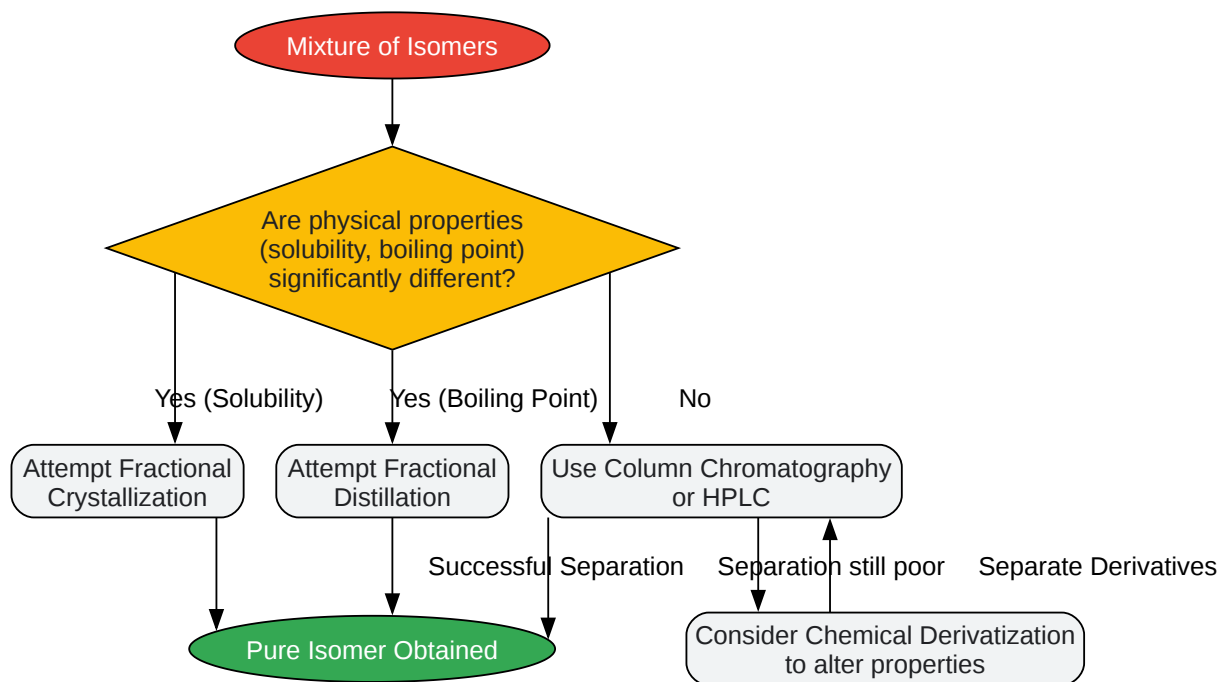 Mixture of Isomers
Are physical properties
(solubility, boiling point)
significantly different?
Yes (Solubility)
Yes (Boiling Point)
No
Attempt Fractional
Crystallization
Attempt Fractional
Distillation
Use Column Chromatography
or HPLC
Successful Separation
Separation still poor
Separate Derivatives
Pure Isomer Obtained
Consider Chemical Derivatization
to alter properties